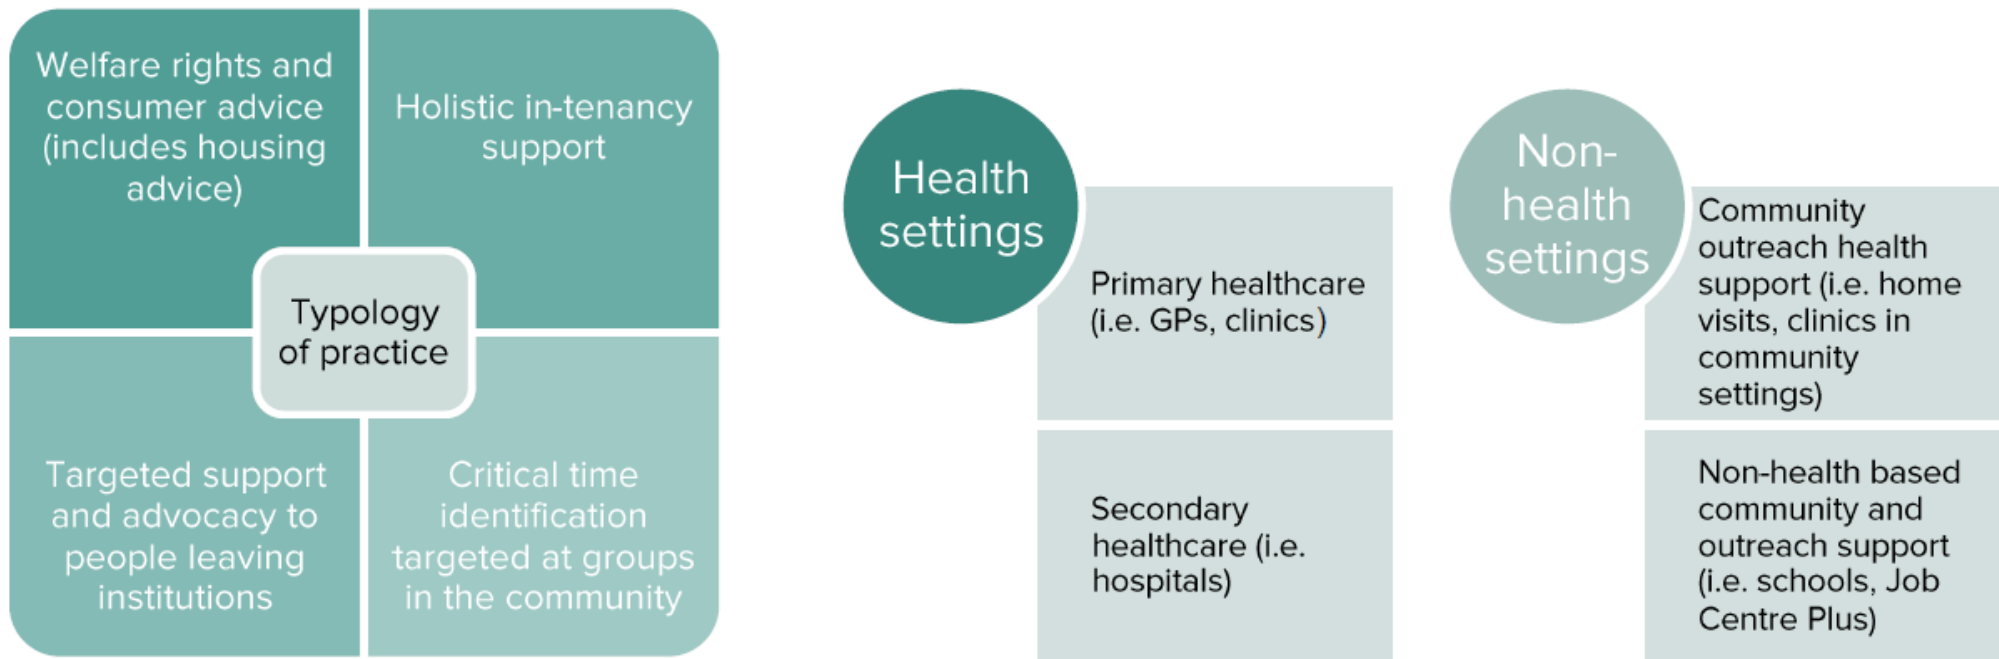 Welfare rights and
consumer advice
(includes housing
advice)
Holistic in-tenancy
support
Typology
of practice
Targeted support
and advocacy to
people leaving
institutions
Critical time
identification
targeted at groups
in the community
Health
settings
Primary healthcare
(i.e. GPs, clinics)
Secondary
healthcare (i.e.
hospitals)
Non-
health
settings
Community
outreach health
support (i.e. home
visits, clinics in
community
settings)
Non-health based
community and
outreach support
(i.e. schools, Job
Centre Plus)